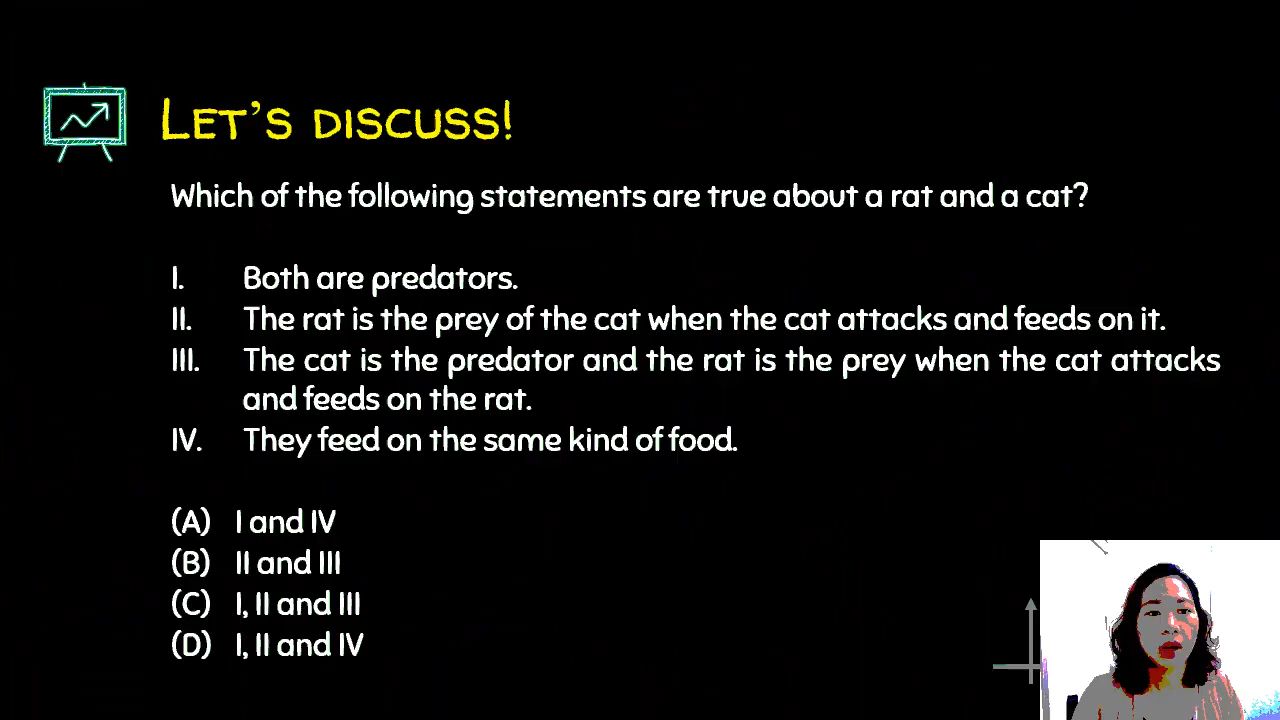 LET'S DISCUSS!
Which of the following statements are true about a rat and a cat?
I. Both are predators.
II. The rat is the prey of the cat when the cat attacks and feeds on it.
III. The cat is the predator and the rat is the prey when the cat attacks
and feeds on the rat.
IV. They feed on the same kind of food.
(A) I and IV
(B) II and III
(C) I, II and III
(D) I, II and IV